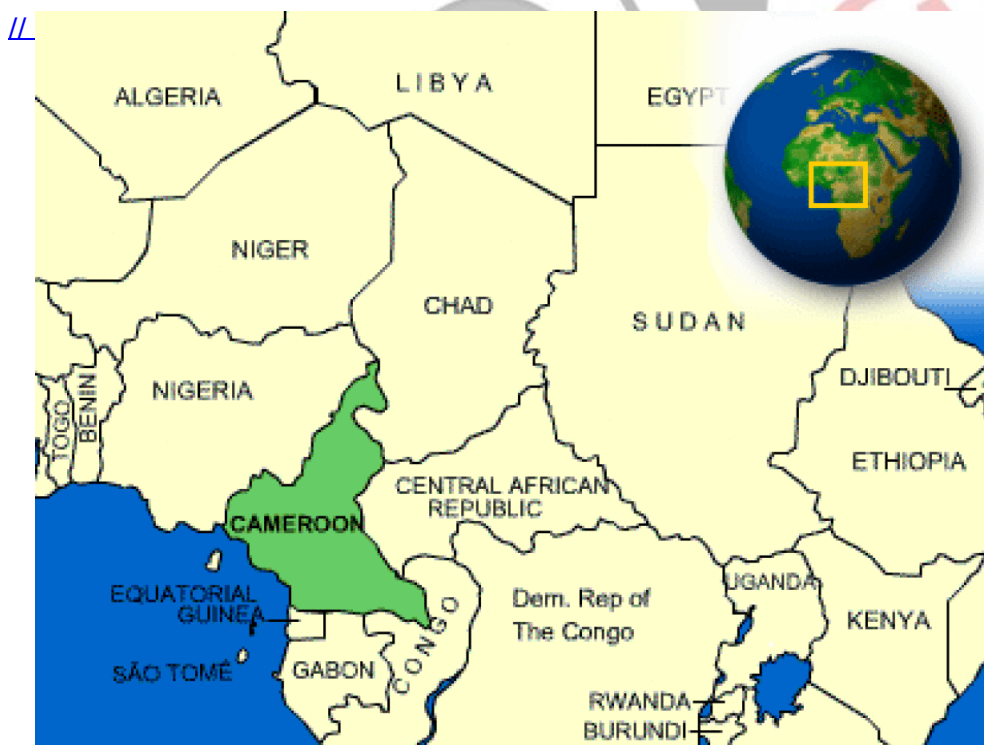 //
ALGERIA
LIBYA
EGYPT
NIGER
CHAD
SUDAN
NIGERIA
TOGO
BENIN
DJIBOUTI
ETHIOPIA
CENTRAL AFRICAN
REPUBLIC
CAMEROON
UGANDA
EQUATORIAL
GUINEA
Dem. Rep of
The Congo
CONGO
KENYA
SÃO TOMÉ
GABON
RWANDA
BURUNDI